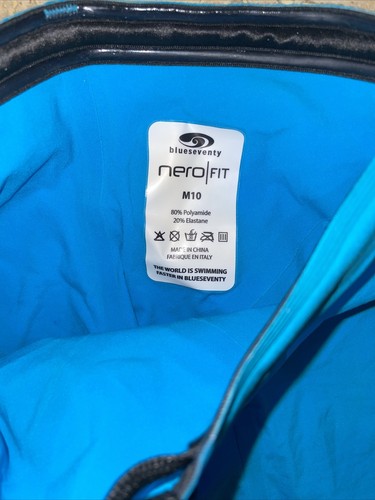 blueseventy
nero|FIT
M10
80% Polyamide
20% Elastane
MADE IN CHINA
FABRIQUE EN ITALY
THE WORLD IS SWIMMING
FASTER IN BLUESEVENTY